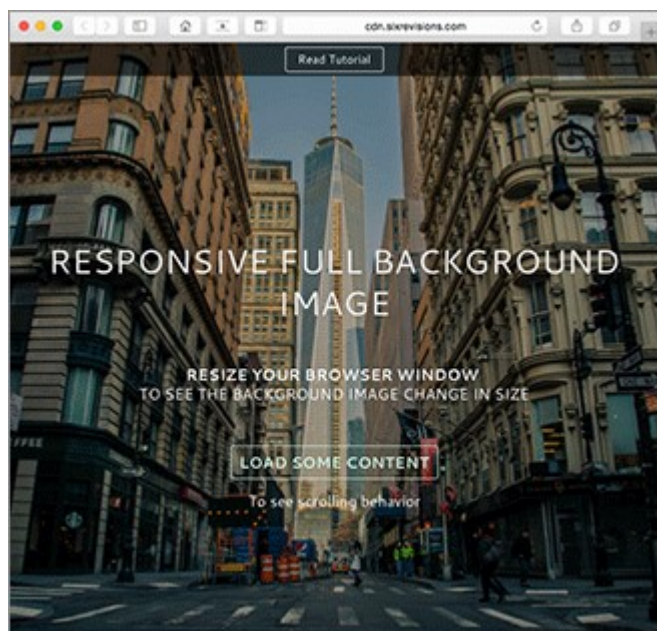 cdn.sixrevisions.com
Read Tutorial
RESPONSIVE FULL BACKGROUND
IMAGE
RESIZE YOUR BROWSER WINDOW
TO SEE THE BACKGROUND IMAGE CHANGE IN SIZE
LOAD SOME CONTENT
To see scrolling behavior